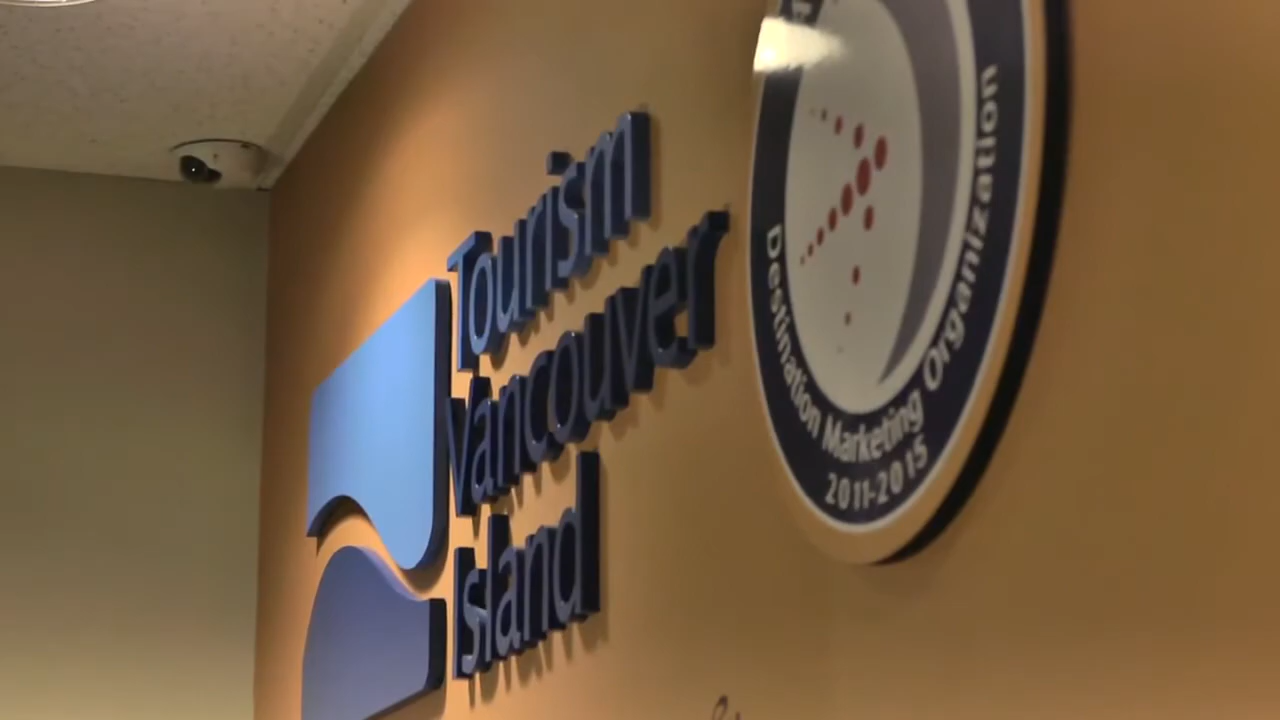 Tourism
Vancouver
Island
Destination Marketing Organization
2011-2015